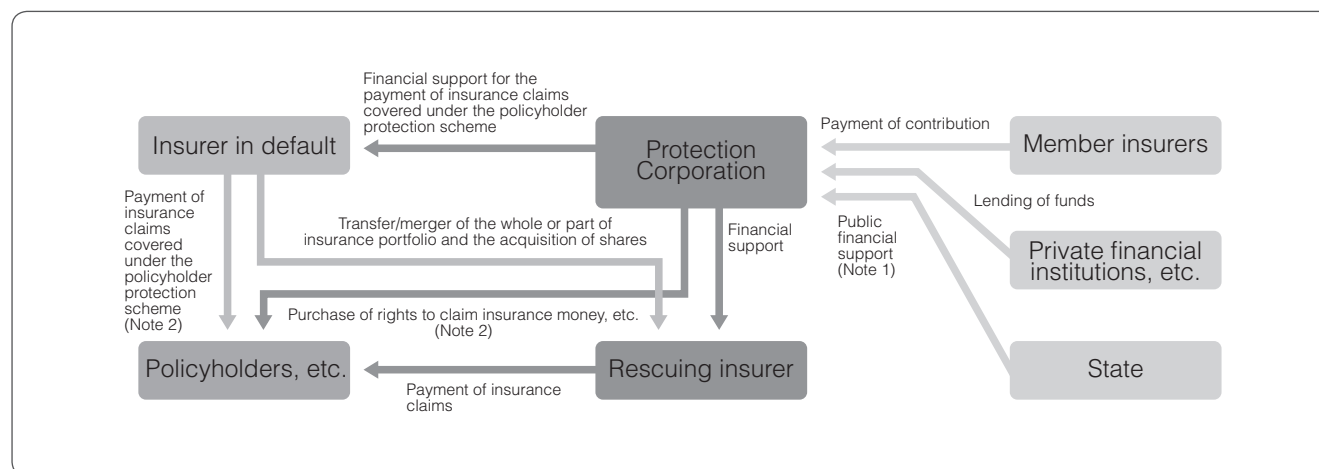 Financial support for the
payment of insurance claims
covered under the policyholder
protection scheme
Insurer in default
Protection
Corporation
Payment of contribution
Member insurers
Payment of
insurance
claims
covered
under the
policyholder
protection
scheme
(Note 2)
Transfer/merger of the whole or part of
insurance portfolio and the acquisition of shares
Financial
support
Public
financial
support
(Note 1)
Lending of funds
Private financial
institutions, etc.
Purchase of rights to claim insurance money, etc.
(Note 2)
Policyholders, etc.
Payment of insurance
claims
Rescuing insurer
State